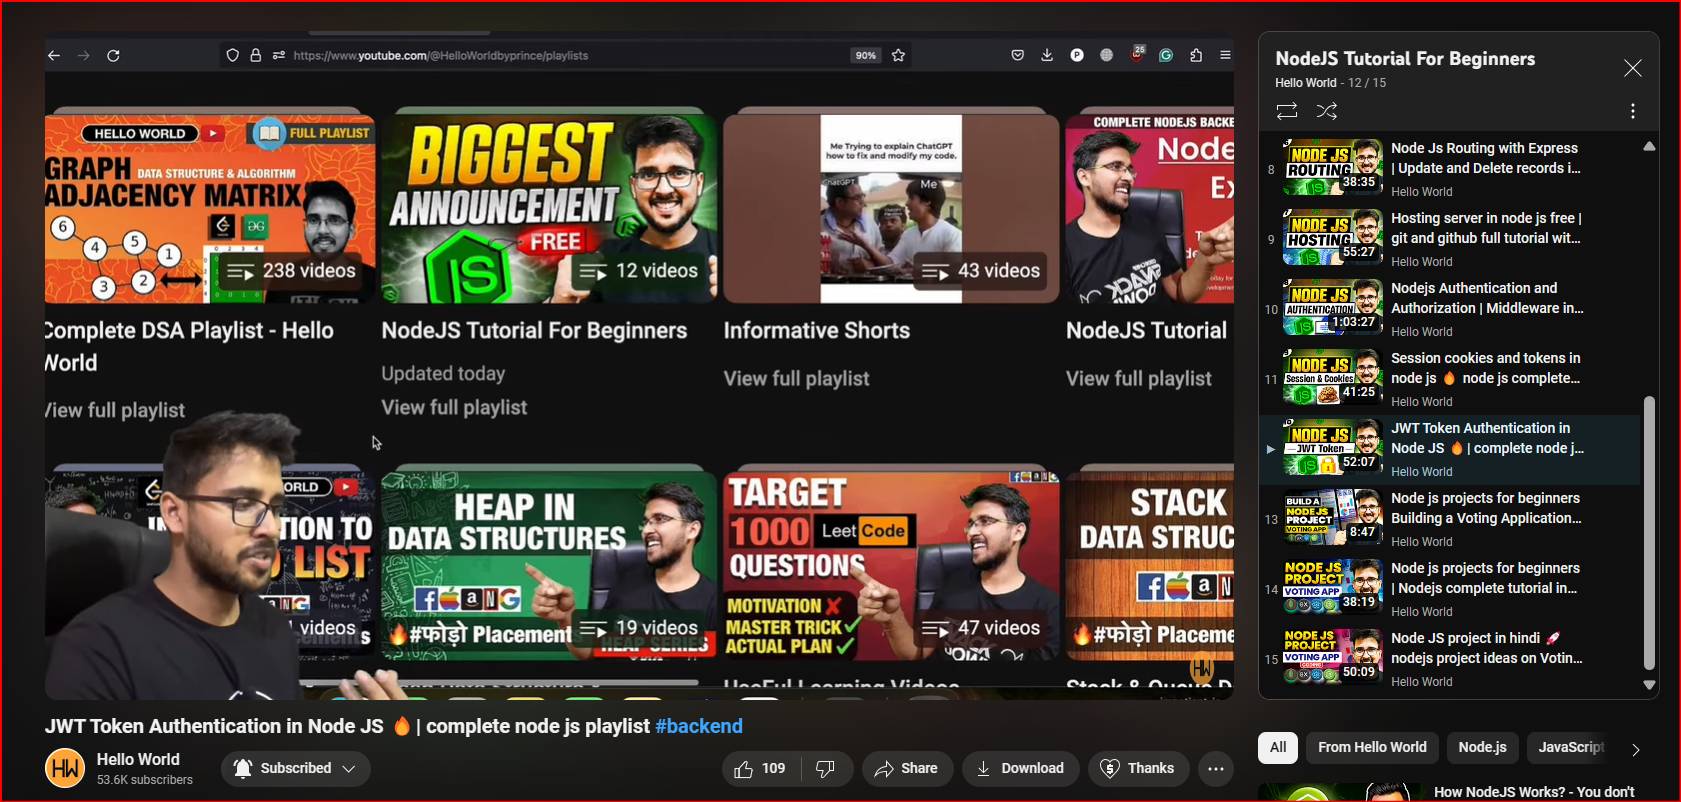 https://www.youtube.com/@HelloWorldbyprince/playlists
90%
25
HELLO WORLD
FULL PLAYLIST
GRAPH DATA STRUCTURE & ALGORITHM
ADJACENCY MATRIX
6
4
5
1
3
2
238 videos
BIGGEST
ANNOUNCEMENT
FREE
JS
12 videos
Me Trying to explain ChatGPT
how to fix and modify my code.
ChatGPT
Me
43 videos
COMPLETE NODEJS BACKE
Node
Ex
Complete DSA Playlist - Hello
World
View full playlist
NodeJS Tutorial For Beginners
Updated today
View full playlist
Informative Shorts
View full playlist
NodeJS Tutorial
View full playlist
ORLD
TION TO
LIST
videos
HEAP IN
DATA STRUCTURES
#फोड़ो Placement
19 videos
HEAP SERIES
TARGET
1000 LeetCode
QUESTIONS
MOTIVATION
MASTER TRICK
ACTUAL PLAN
47 videos
STACK
DATA STRUC
#फोड़ो Placeme
HW
JWT Token Authentication in Node JS 🔥 | complete node js playlist #backend
HW
Hello World
53.6K subscribers
Subscribed
109
Share
Download
Thanks
NodeJS Tutorial For Beginners
Hello World - 12 / 15
8
NODE JS
ROUTING
38:35
Node Js Routing with Express
| Update and Delete records i...
Hello World
9
NODE JS
HOSTING
55:27
Hosting server in node js free |
git and github full tutorial wit...
Hello World
10
NODE JS
AUTHENTICATION
1:03:27
Nodejs Authentication and
Authorization | Middleware in...
Hello World
11
NODE JS
Session & Cookies
41:25
Session cookies and tokens in
node js 🔥 node js complete...
Hello World
NODE JS
JWT Token
52:07
JWT Token Authentication in
Node JS 🔥 | complete node j...
Hello World
13
BUILD A
NODE JS
PROJECT
VOTING APP
8:47
Node js projects for beginners
Building a Voting Application...
Hello World
14
NODE JS
PROJECT
VOTING APP
38:19
Node js projects for beginners
| Nodejs complete tutorial in...
Hello World
15
NODE JS
PROJECT
VOTING APP
50:09
Node JS project in hindi 🚀
nodejs project ideas on Votin...
Hello World
All
From Hello World
Node.js
JavaScript
How NodeJS Works? - You don't